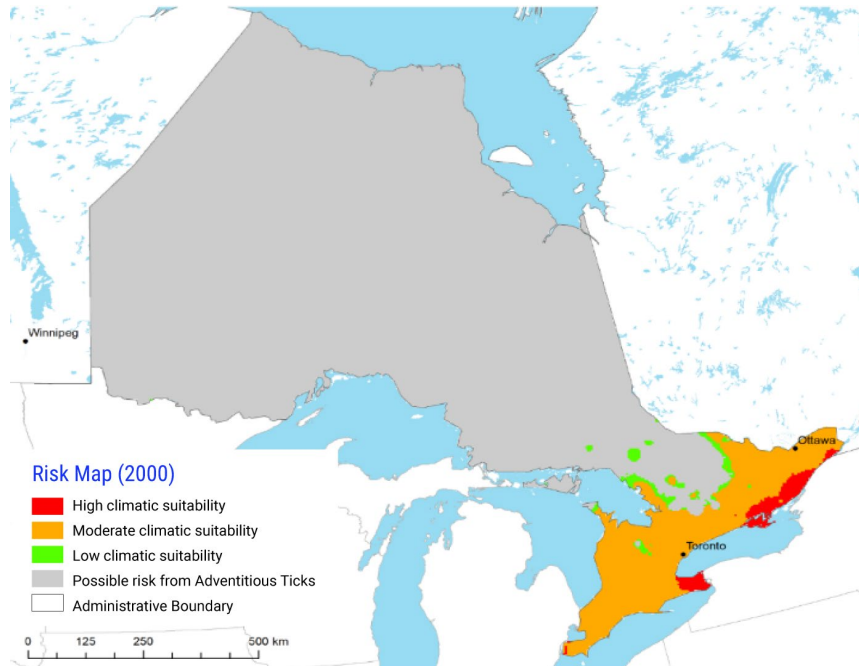 Winnipeg
Ottawa
Toronto
Risk Map (2000)
High climatic suitability
Moderate climatic suitability
Low climatic suitability
Possible risk from Adventitious Ticks
Administrative Boundary
0 125 250 500 km